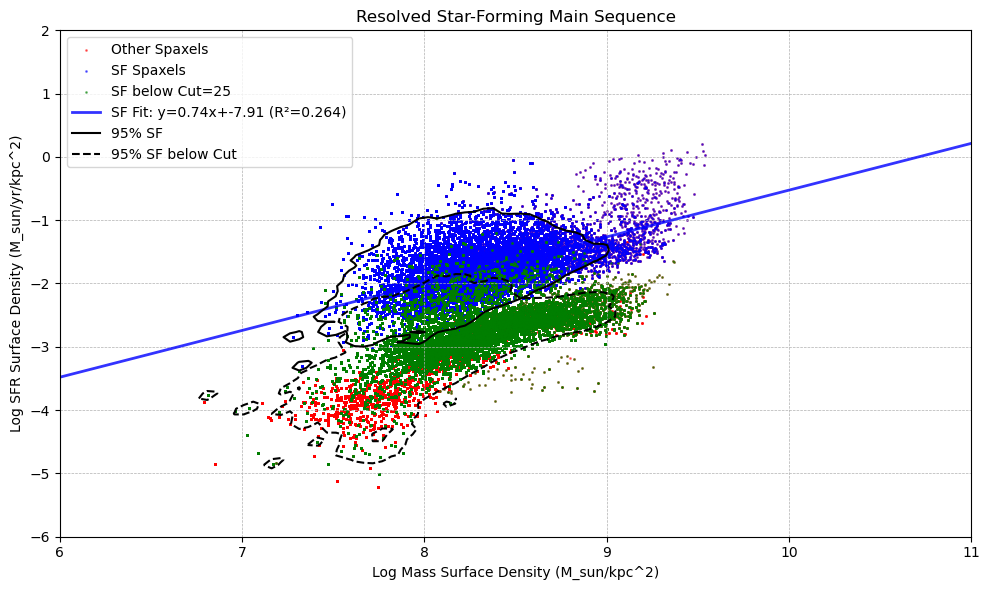 Resolved Star-Forming Main Sequence
Other Spaxels
SF Spaxels
SF below Cut=25
SF Fit: y=0.74x+-7.91 (R²=0.264)
95% SF
95% SF below Cut
Log SFR Surface Density (M_sun/yr/kpc^2)
2
1
0
−1
−2
−3
−4
−5
−6
6
7
8
9
10
11
Log Mass Surface Density (M_sun/kpc^2)